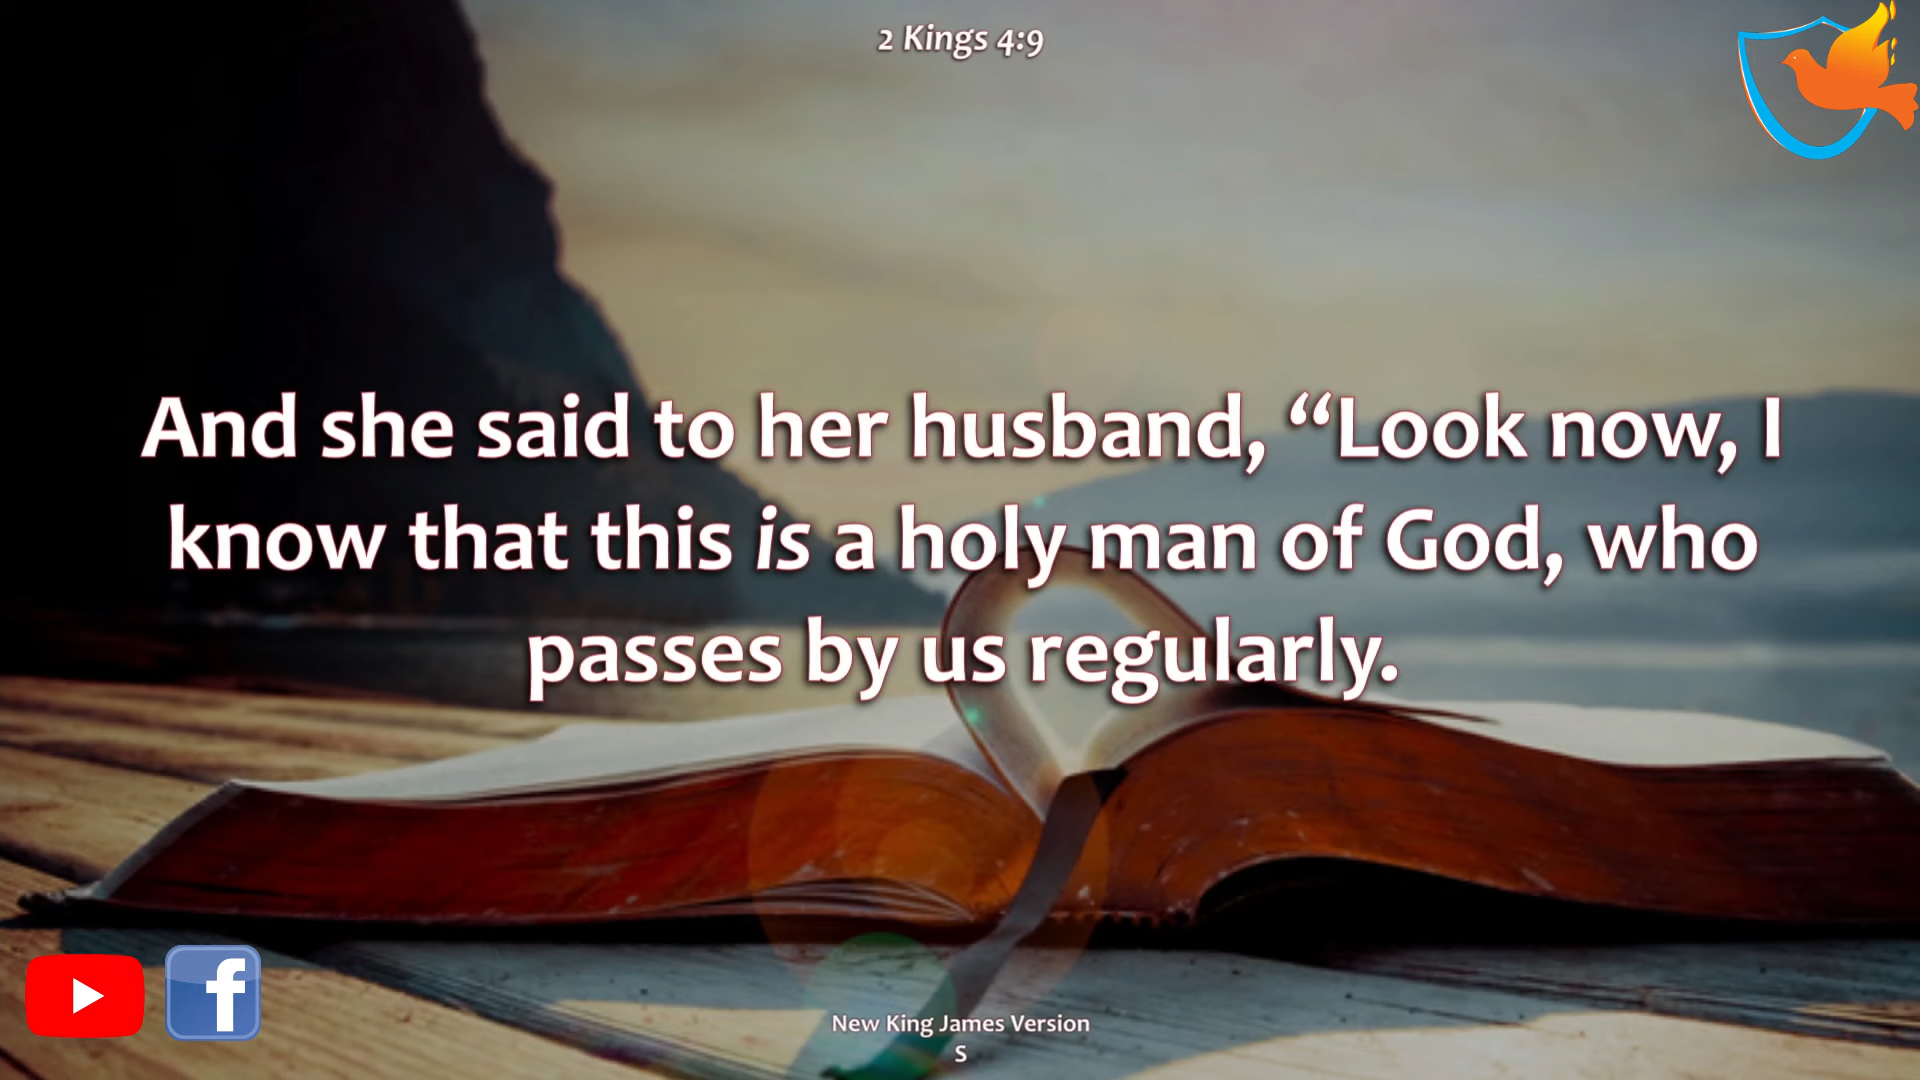 2 Kings 4:9
And she said to her husband, “Look now, I
know that this is a holy man of God, who
passes by us regularly.
New King James Version
S